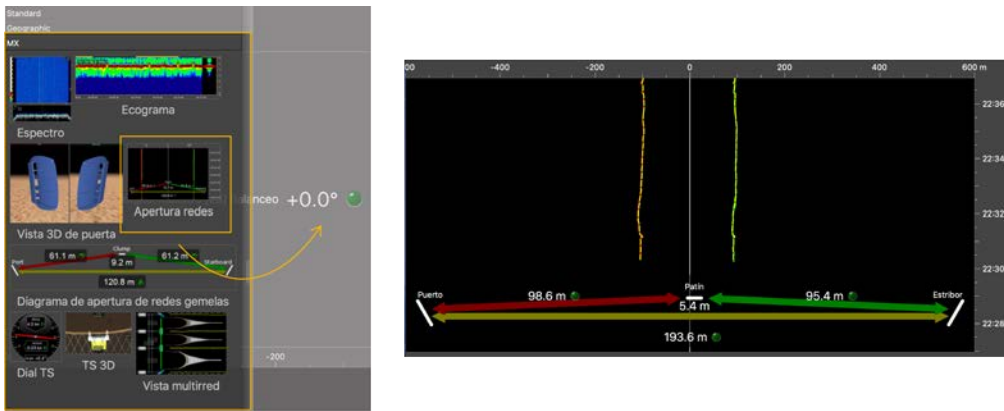 Standard
Geographic
MX
Ecograma
Espectro
Apertura redes
+0.0°
Vista 3D de puerta
Port
61.1 m
Clump
9.2 m
61.2 m
Starboard
120.8 m
Diagrama de apertura de redes gemelas
Dial TS
TS 3D
Vista multirred
-200
-400
-200
0
200
400
600 m
22:36
22:34
22:32
22:30
22:28
Puerto
98.6 m
Patín
5.4 m
95.4 m
Estribor
193.6 m